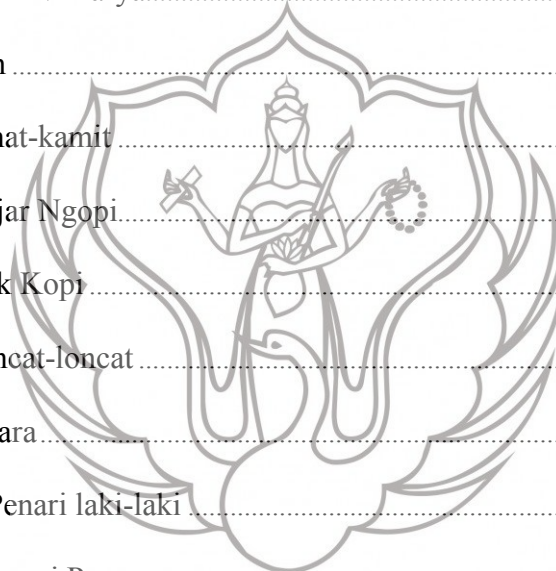 n ........................................
nat-kamit ........................................
jar Ngopi ........................................
k Kopi ........................................
ncat-loncat ........................................
ara ........................................
Penari laki-laki ........................................